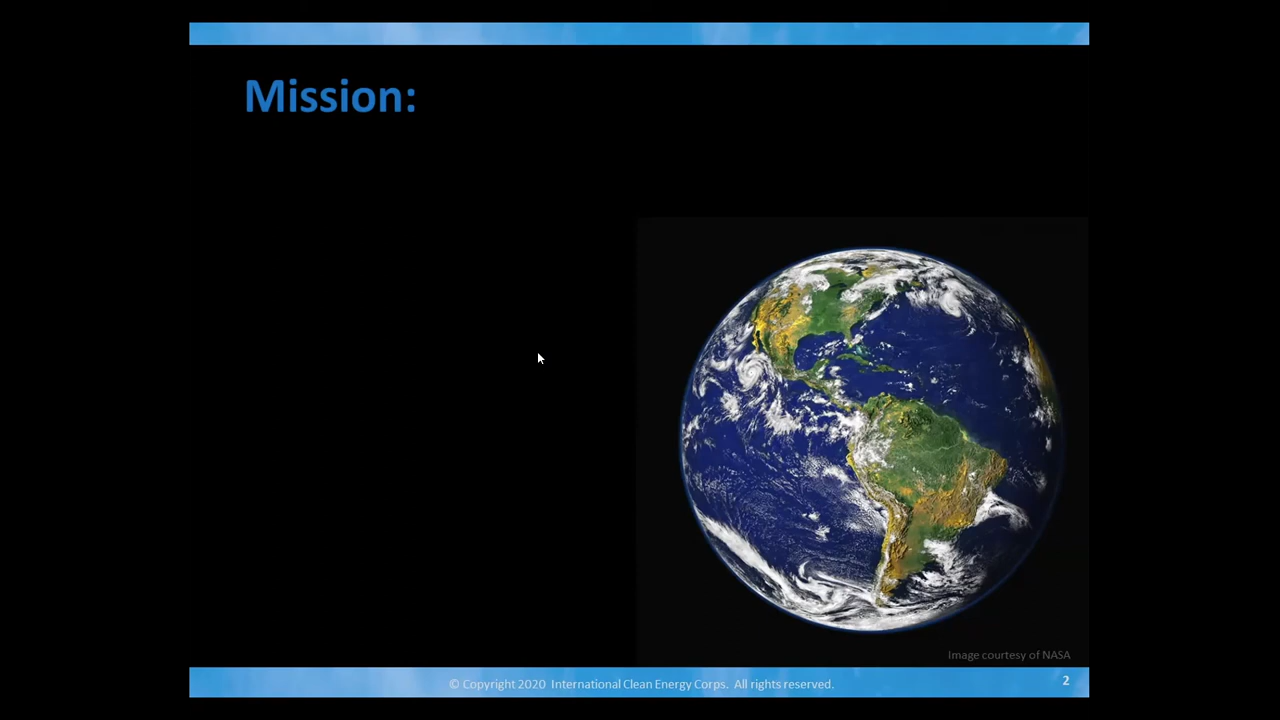 Mission:
Image courtesy of NASA
© Copyright 2020 International Clean Energy Corps. All rights reserved.
2